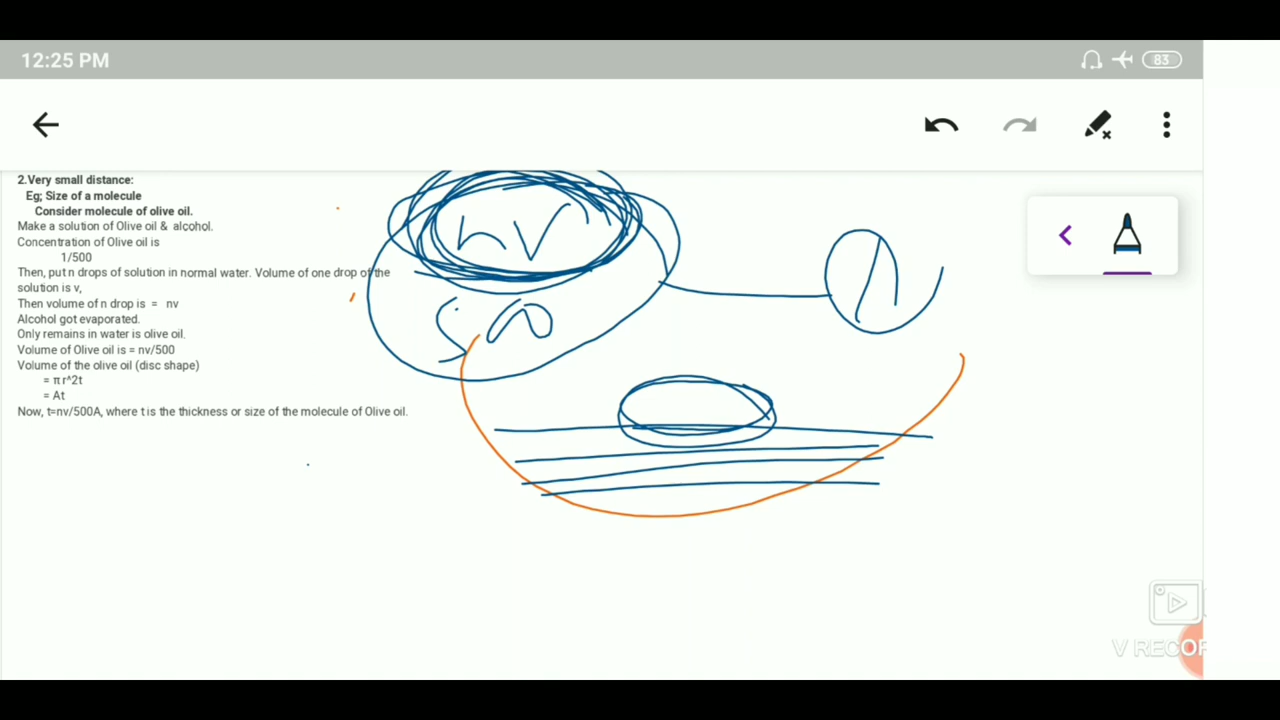 12:25 PM
83
2.Very small distance:
Eg; Size of a molecule
Consider molecule of olive oil.
Make a solution of Olive oil & alcohol.
Concentration of Olive oil is
1/500
Then, put n drops of solution in normal water. Volume of one drop of the
solution is v,
Then volume of n drop is = nv
Alcohol got evaporated.
Only remains in water is olive oil.
Volume of Olive oil is = nv/500
Volume of the olive oil (disc shape)
= π r^2t
= At
Now, t=nv/500A, where t is the thickness or size of the molecule of Olive oil.
nv
V RECOR